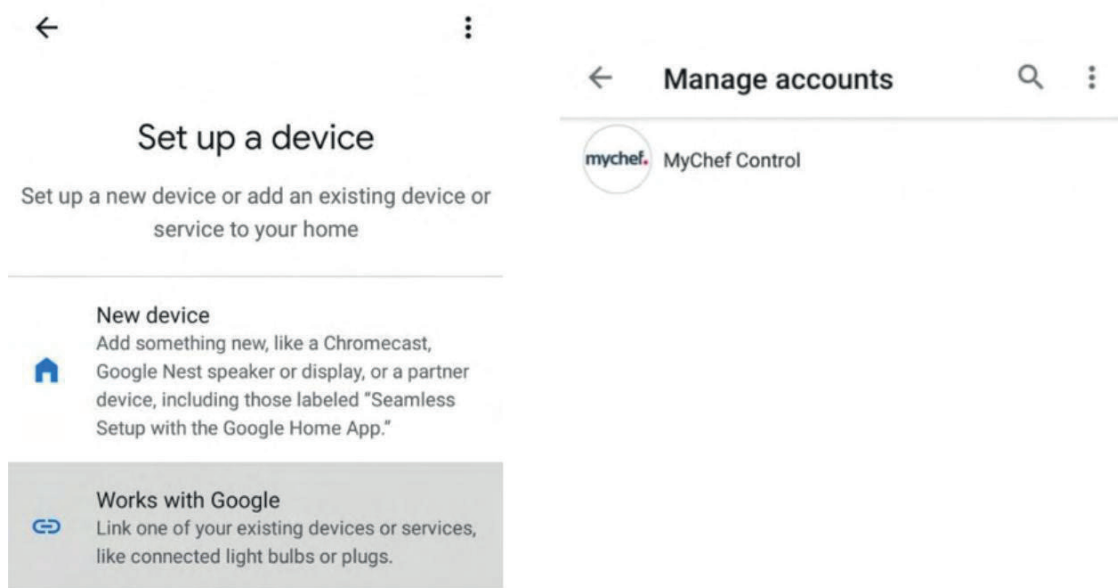 Set up a device
Set up a new device or add an existing device or
service to your home
New device
Add something new, like a Chromecast,
Google Nest speaker or display, or a partner
device, including those labeled “Seamless
Setup with the Google Home App.”
Works with Google
Link one of your existing devices or services,
like connected light bulbs or plugs.
Manage accounts
mychef. MyChef Control